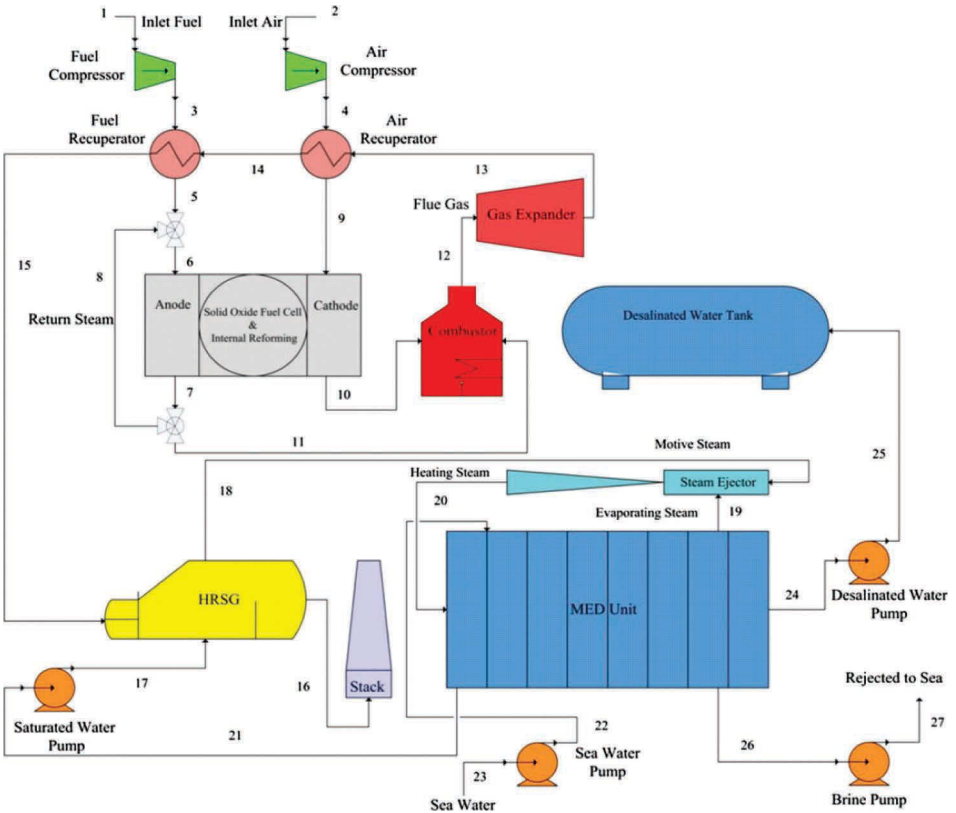 1
Inlet Fuel
Inlet Air
2
Fuel
Compressor
Air
Compressor
3
4
Fuel
Recuperator
Air
Recuperator
14
13
5
9
Flue Gas
Gas Expander
15
8
6
12
Return Steam
Anode
Solid Oxide Fuel Cell
&
Internal Reforming
Cathode
Combustor
Desalinated Water Tank
7
10
11
Motive Steam
25
18
Heating Steam
Steam Ejector
20
Evaporating Steam
19
HRSG
MED Unit
24
Desalinated Water
Pump
17
16
Stack
Rejected to Sea
Saturated Water
Pump
21
22
27
26
Sea Water
Pump
23
Sea Water
Brine Pump